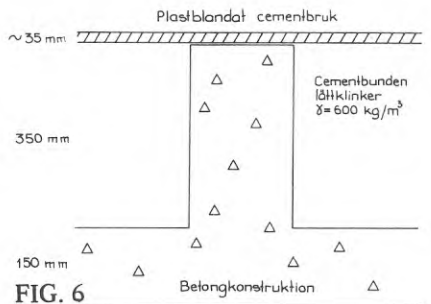 Plastblandat cementbruk
~35 mm
Cementbunden
lättklinker
γ=600 kg/m³
350 mm
150 mm
Betongkonstruktion
FIG. 6